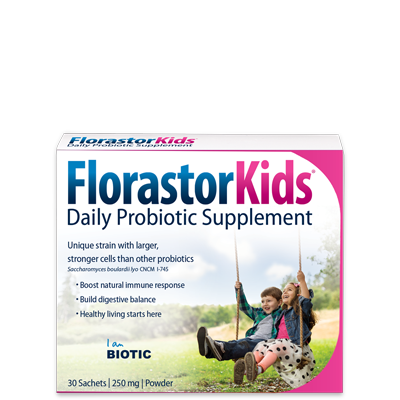 FlorastorKids
Daily Probiotic Supplement
FlorastorKids®
Daily Probiotic Supplement
Unique strain with larger,
stronger cells than other probiotics
Saccharomyces boulardii lyo CNCM I-745
• Boost natural immune response
• Build digestive balance
• Healthy living starts here
I am
BIOTIC
30 Sachets | 250 mg | Powder